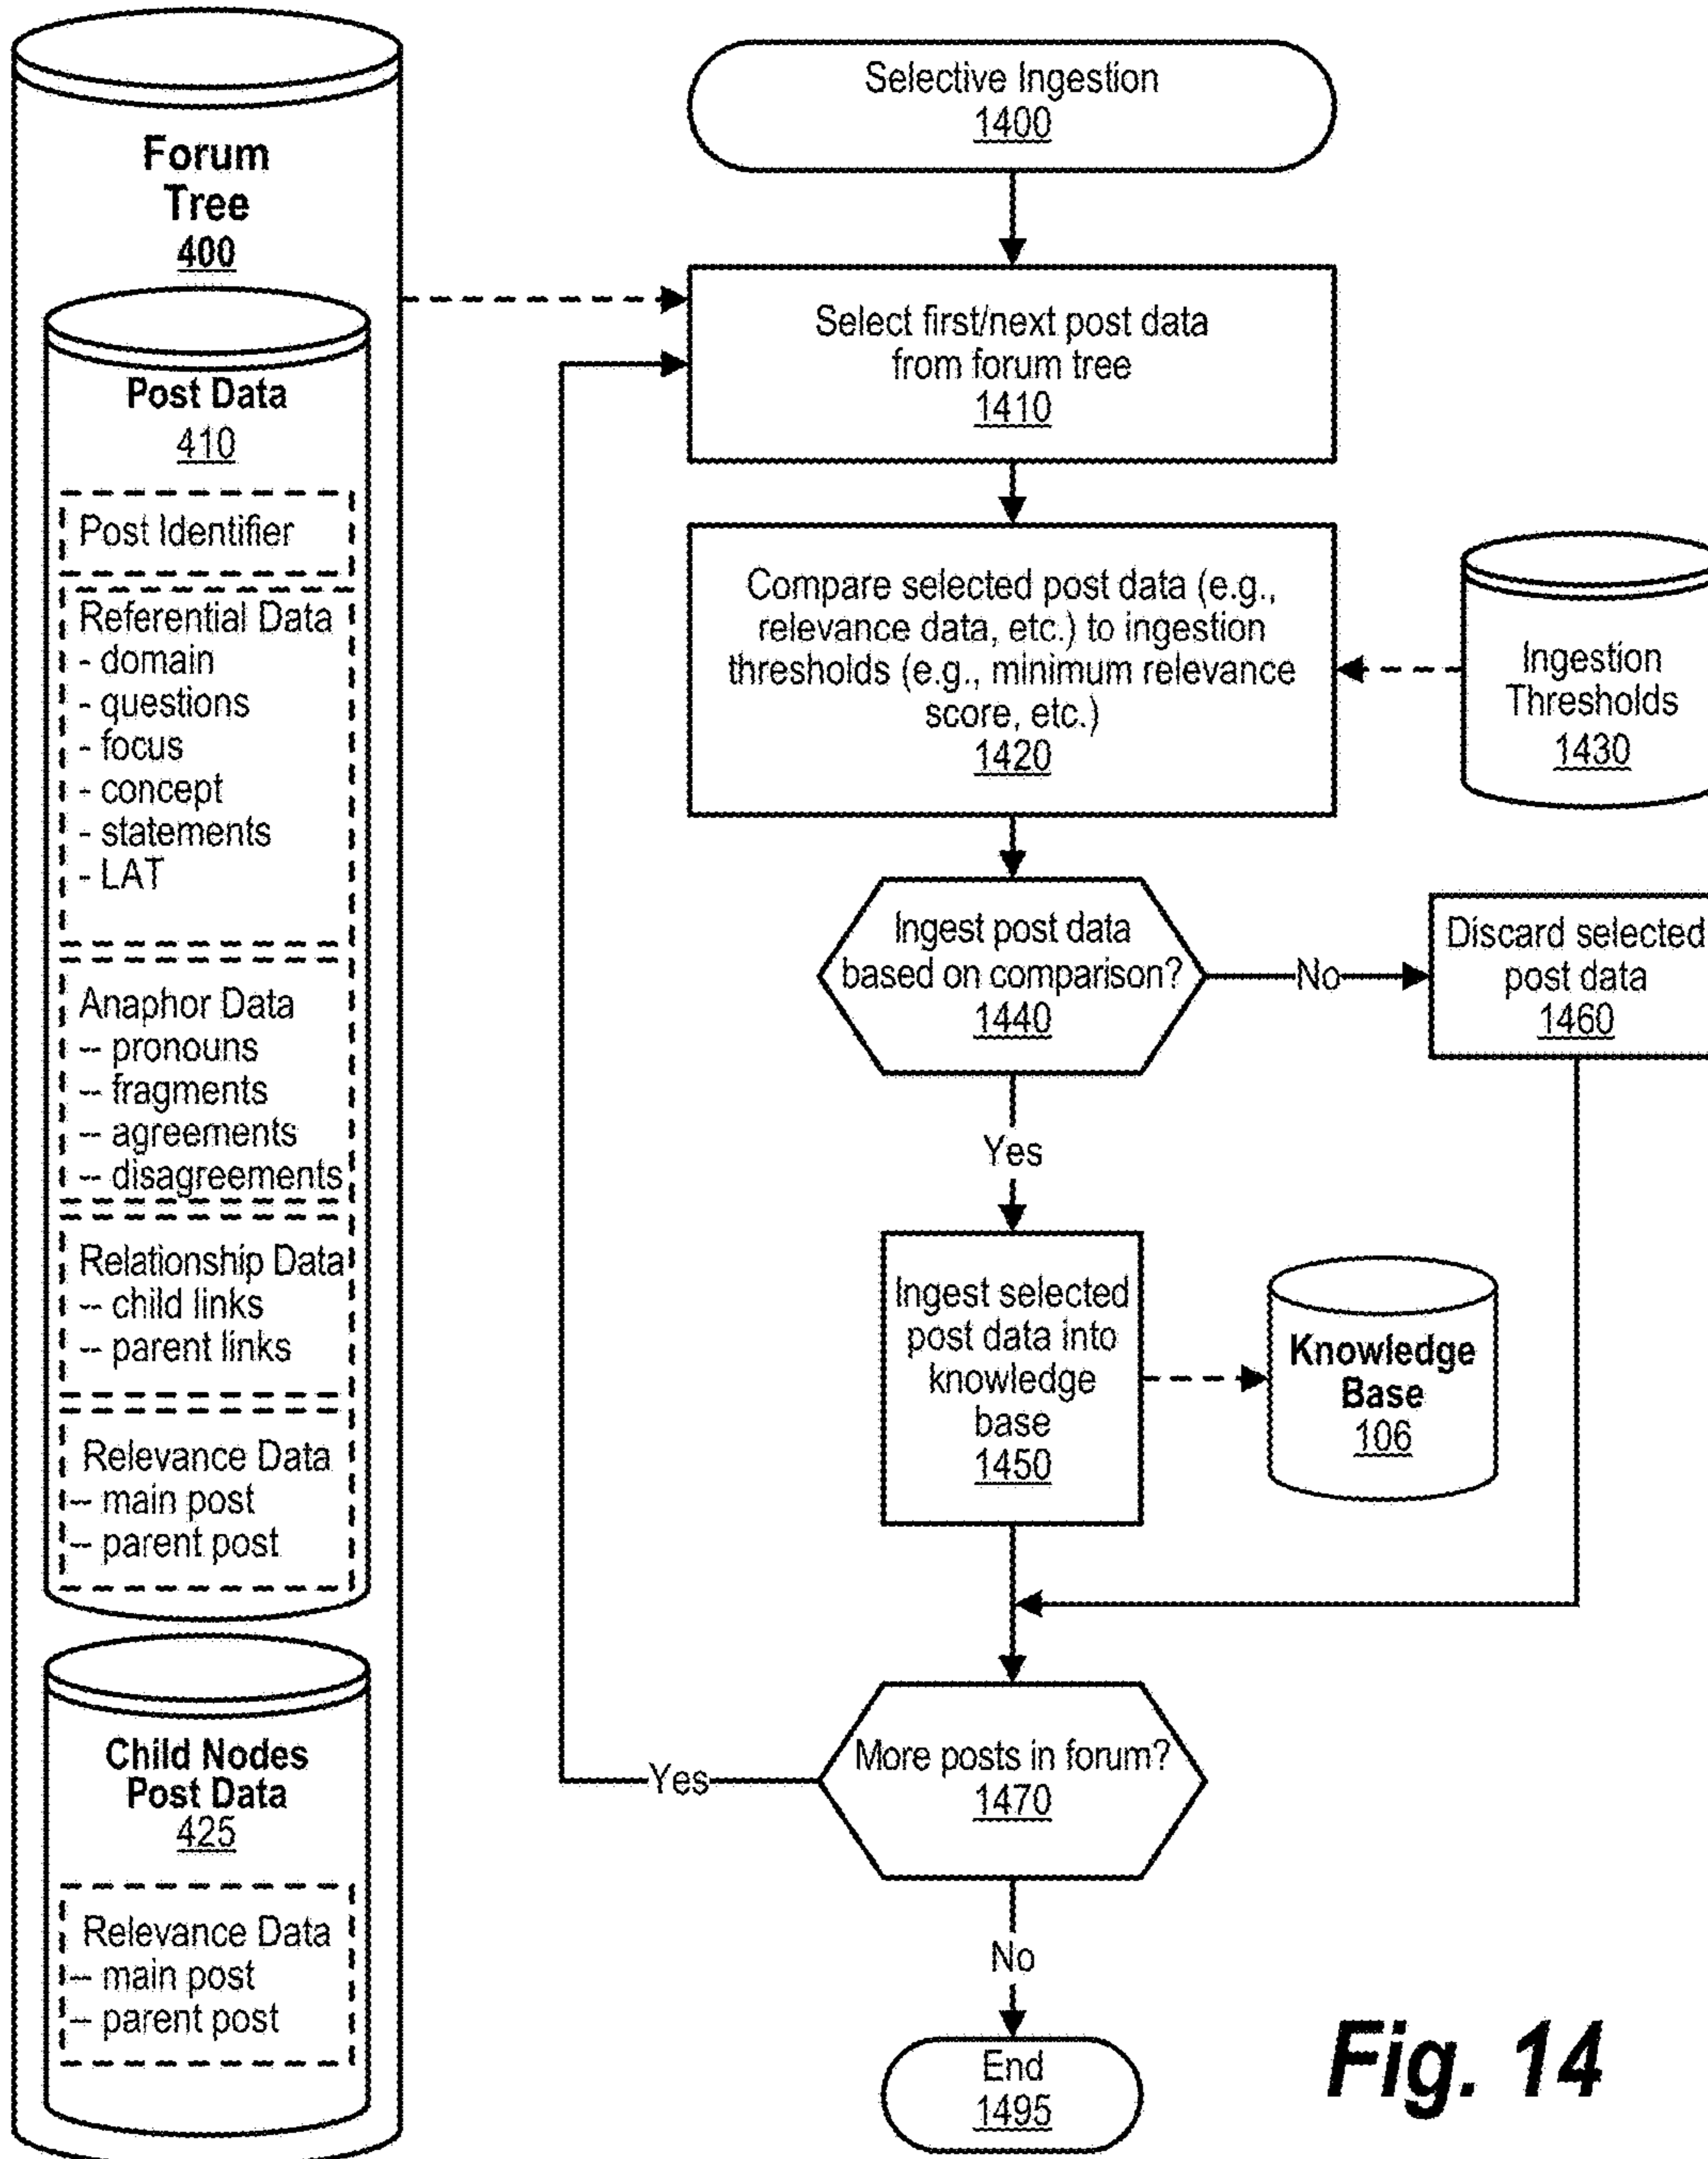 Forum
Tree
400
Post Data
410
Post Identifier
Referential Data
- domain
- questions
- focus
- concept
- statements
- LAT
Anaphor Data
-- pronouns
-- fragments
-- agreements
-- disagreements
Relationship Data
-- child links
-- parent links
Relevance Data
-- main post
-- parent post
Child Nodes
Post Data
425
Relevance Data
-- main post
-- parent post
Selective Ingestion
1400
Select first/next post data
from forum tree
1410
Compare selected post data (e.g.,
relevance data, etc.) to ingestion
thresholds (e.g., minimum relevance
score, etc.)
1420
Ingestion
Thresholds
1430
Ingest post data
based on comparison?
1440
No
Discard selected
post data
1460
Yes
Ingest selected
post data into
knowledge
base
1450
Knowledge
Base
106
More posts in forum?
1470
Yes
No
End
1495
Fig. 14